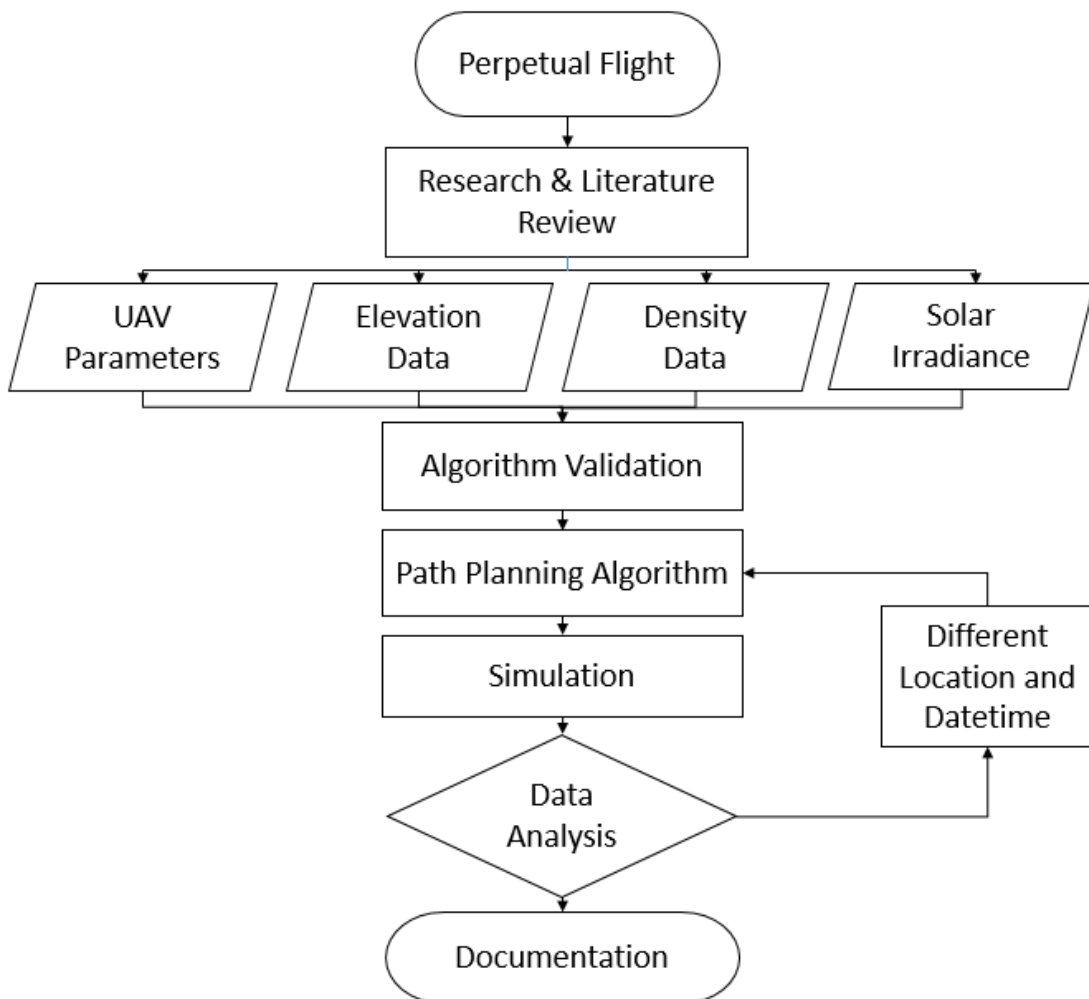 Perpetual Flight
Research & Literature
Review
UAV
Parameters
Elevation
Data
Density
Data
Solar
Irradiance
Algorithm Validation
Path Planning Algorithm
Different
Location and
Datetime
Simulation
Data
Analysis
Documentation